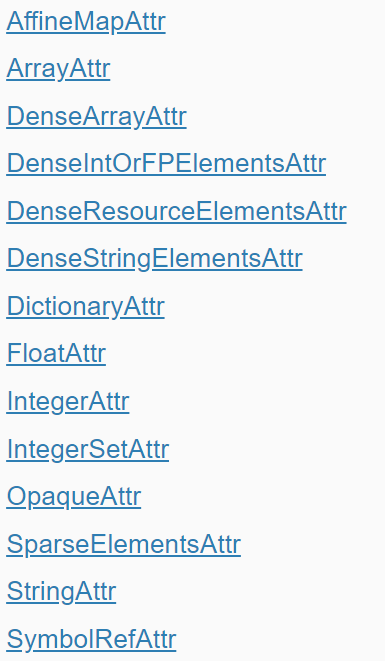 AffineMapAttr
ArrayAttr
DenseArrayAttr
DenseIntOrFPElementsAttr
DenseResourceElementsAttr
DenseStringElementsAttr
DictionaryAttr
FloatAttr
IntegerAttr
IntegerSetAttr
OpaqueAttr
SparseElementsAttr
StringAttr
SymbolRefAttr